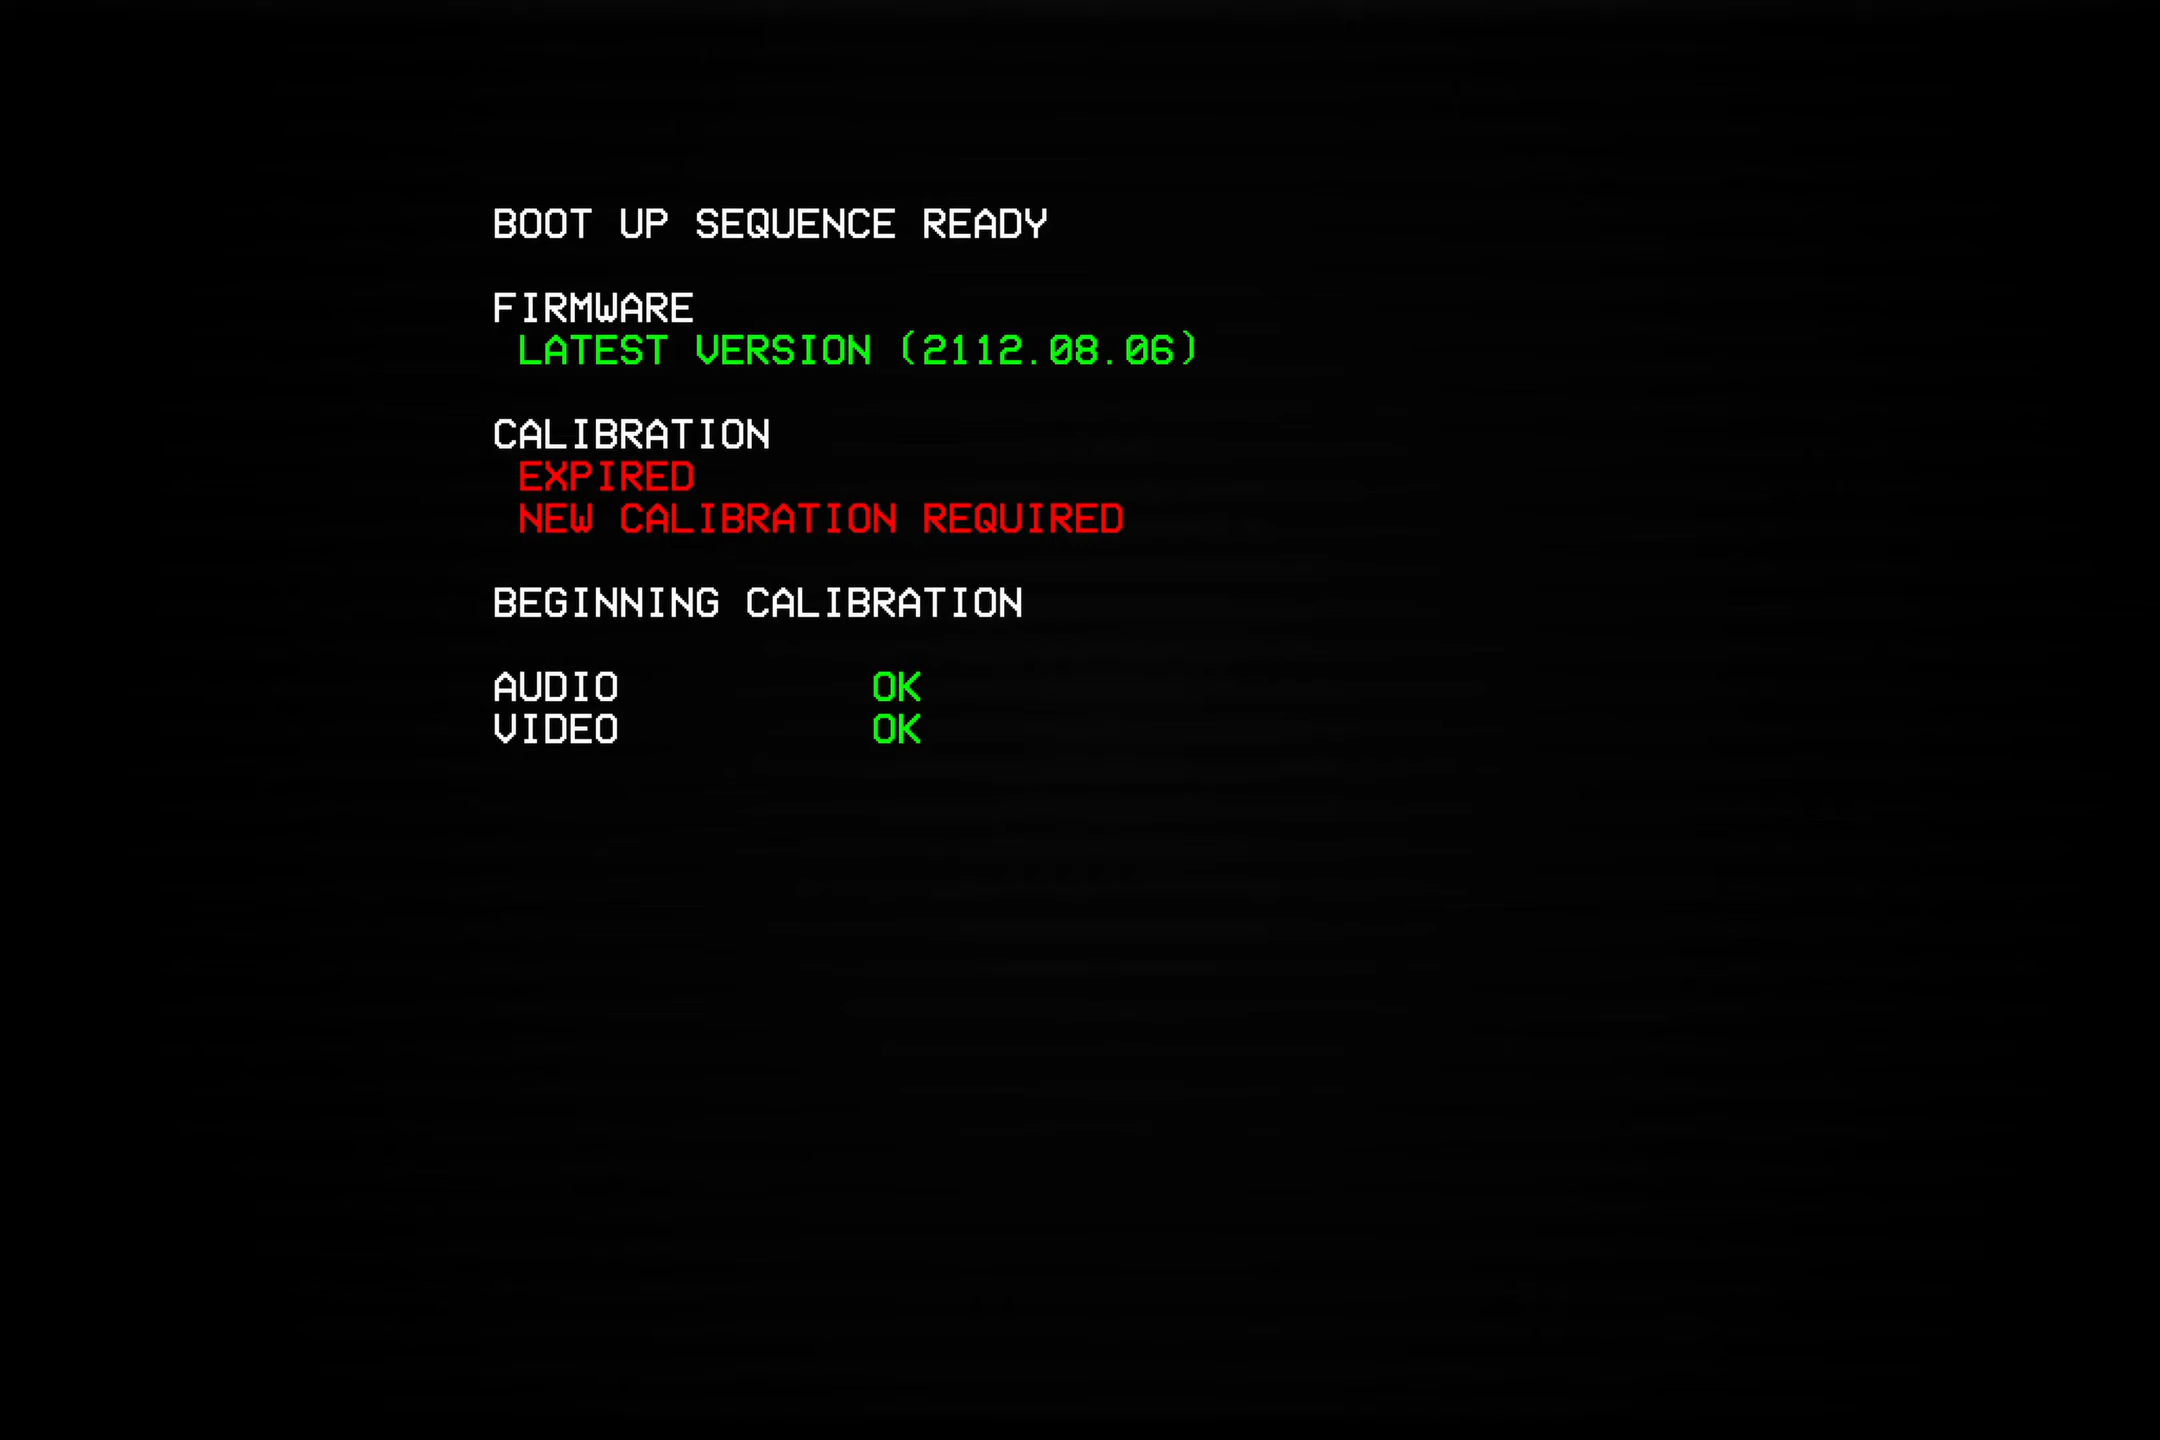 BOOT UP SEQUENCE READY
FIRMWARE
LATEST VERSION (2112.08.06)
CALIBRATION
EXPIRED
NEW CALIBRATION REQUIRED
BEGINNING CALIBRATION
AUDIO OK
VIDEO OK